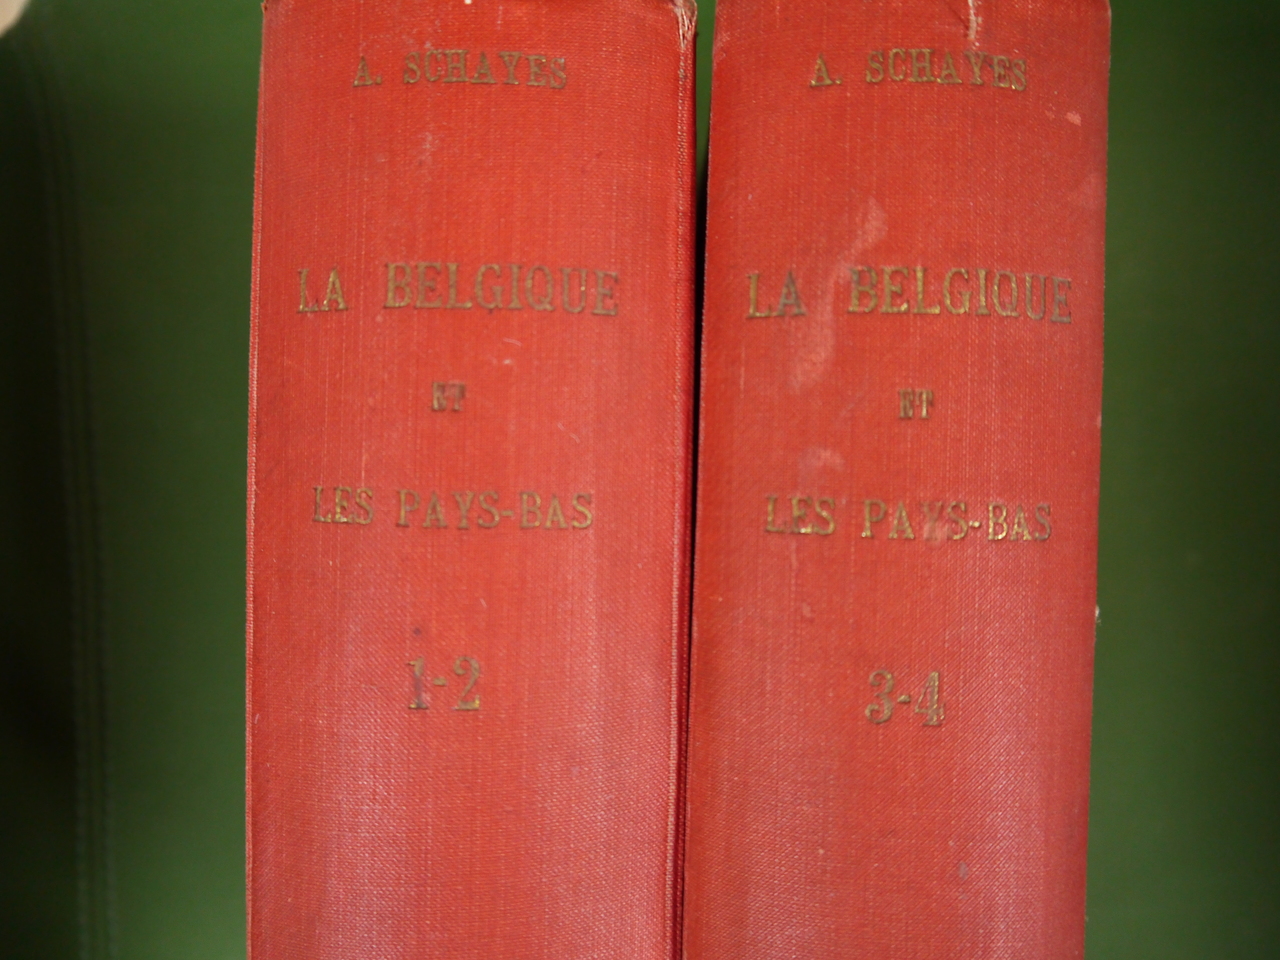 A. SCHAYES
LA BELGIQUE
ET
LES PAYS-BAS
1-2
A. SCHAYES
LA BELGIQUE
ET
LES PAYS-BAS
3-4